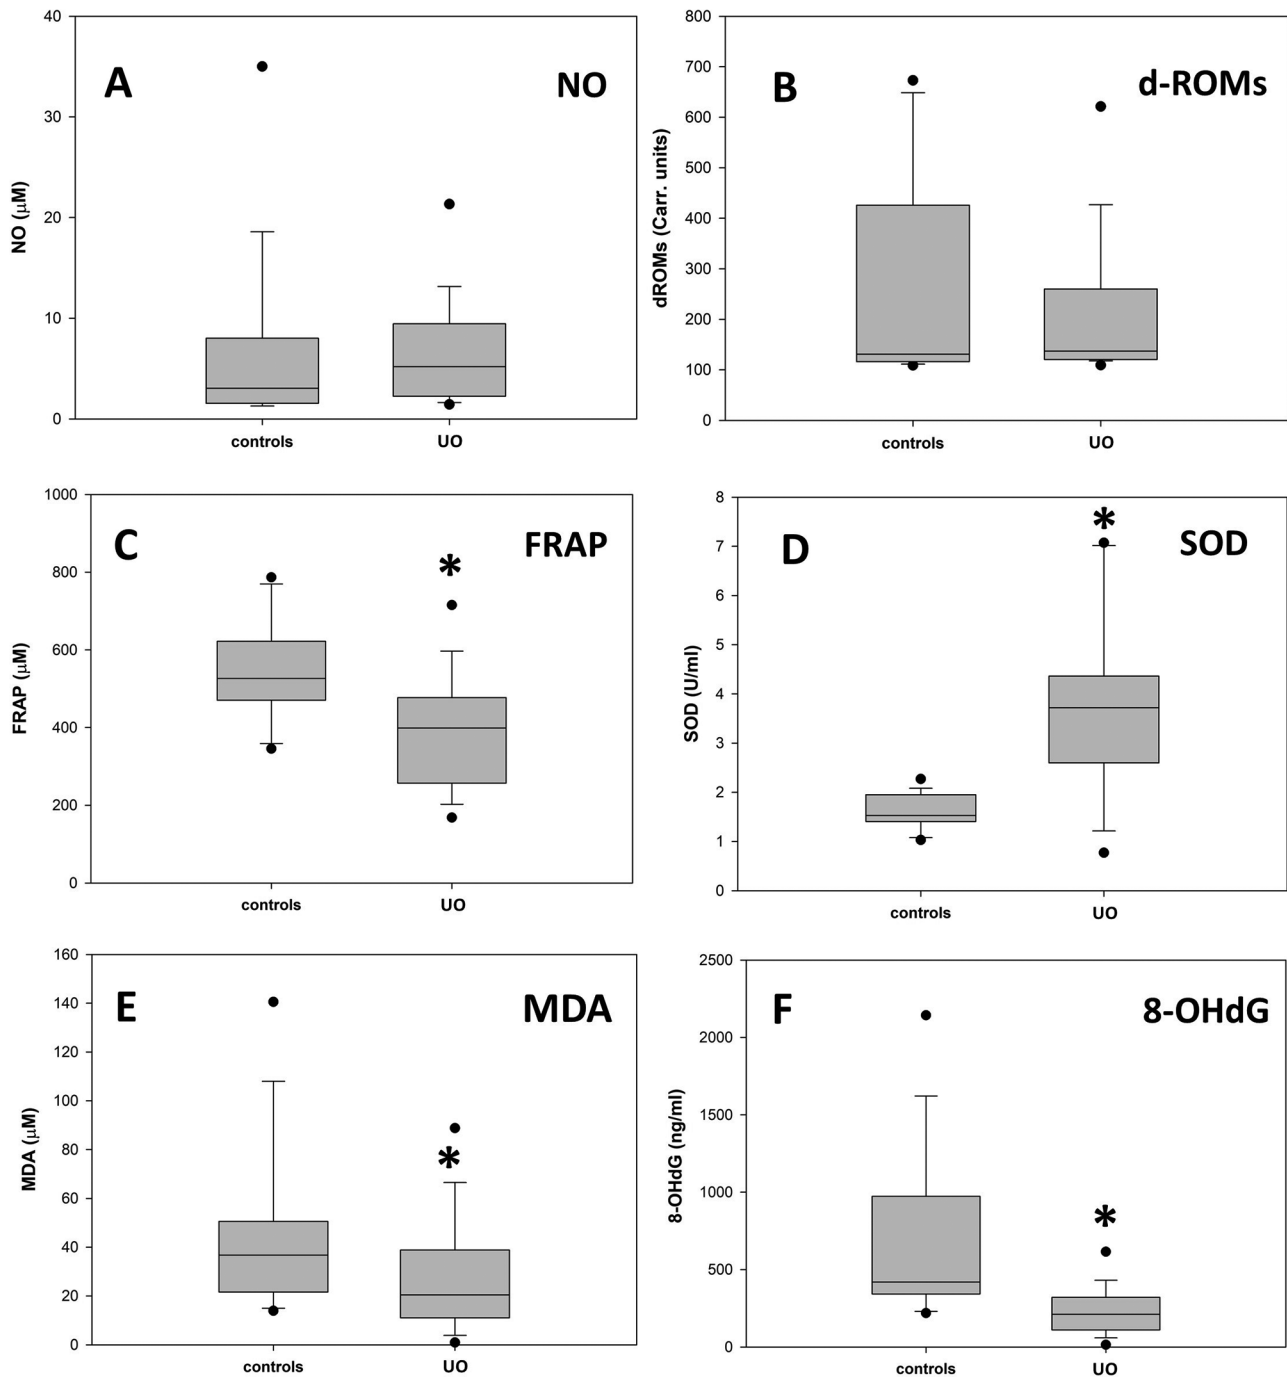 A
NO
NO (μM)
40
30
20
10
0
controls
UO
B
d-ROMs
dROMs (Carr. units)
800
700
600
500
400
300
200
100
0
controls
UO
C
FRAP
*
FRAP (μM)
1000
800
600
400
200
0
controls
UO
D
SOD
*
SOD (U/ml)
8
7
6
5
4
3
2
1
0
controls
UO
E
MDA
*
MDA (μM)
160
140
120
100
80
60
40
20
0
controls
UO
F
8-OHdG
*
8-OHdG (ng/ml)
2500
2000
1500
1000
500
0
controls
UO